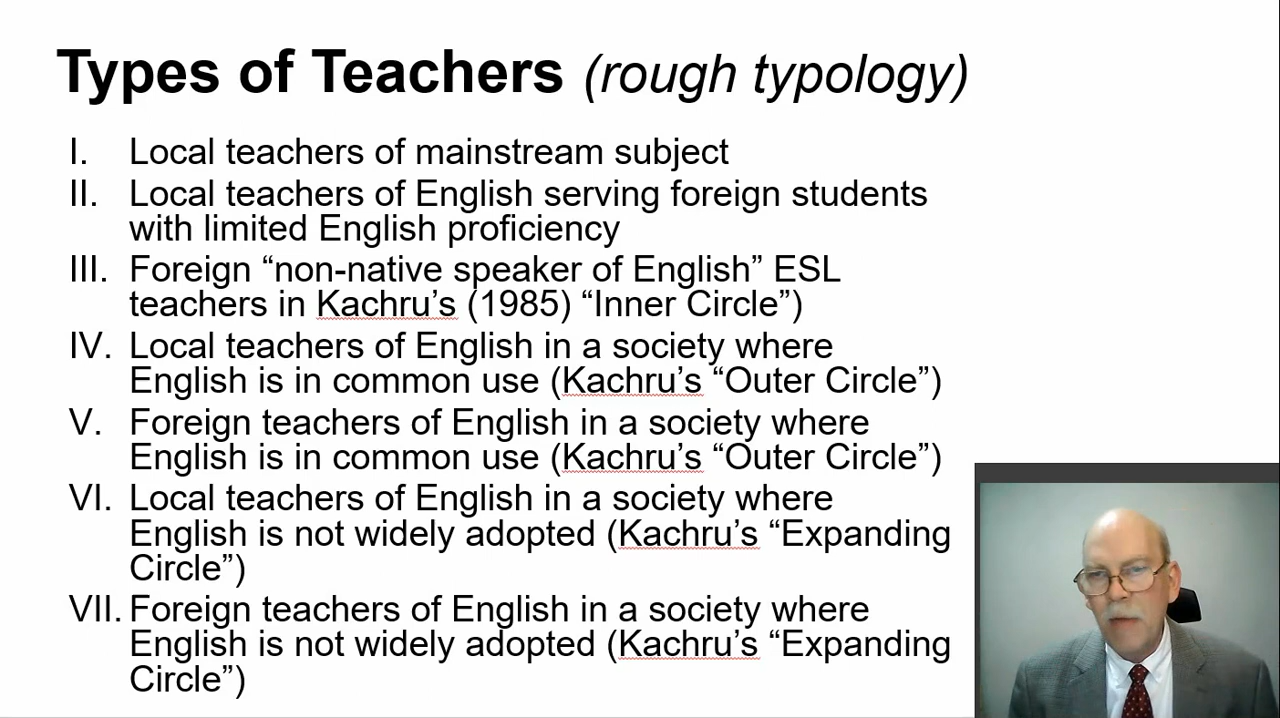 Types of Teachers (rough typology)
I. Local teachers of mainstream subject
II. Local teachers of English serving foreign students
with limited English proficiency
III. Foreign “non-native speaker of English” ESL
teachers in Kachru’s (1985) “Inner Circle”)
IV. Local teachers of English in a society where
English is in common use (Kachru’s “Outer Circle”)
V. Foreign teachers of English in a society where
English is in common use (Kachru’s “Outer Circle”)
VI. Local teachers of English in a society where
English is not widely adopted (Kachru’s “Expanding
Circle”)
VII. Foreign teachers of English in a society where
English is not widely adopted (Kachru’s “Expanding
Circle”)